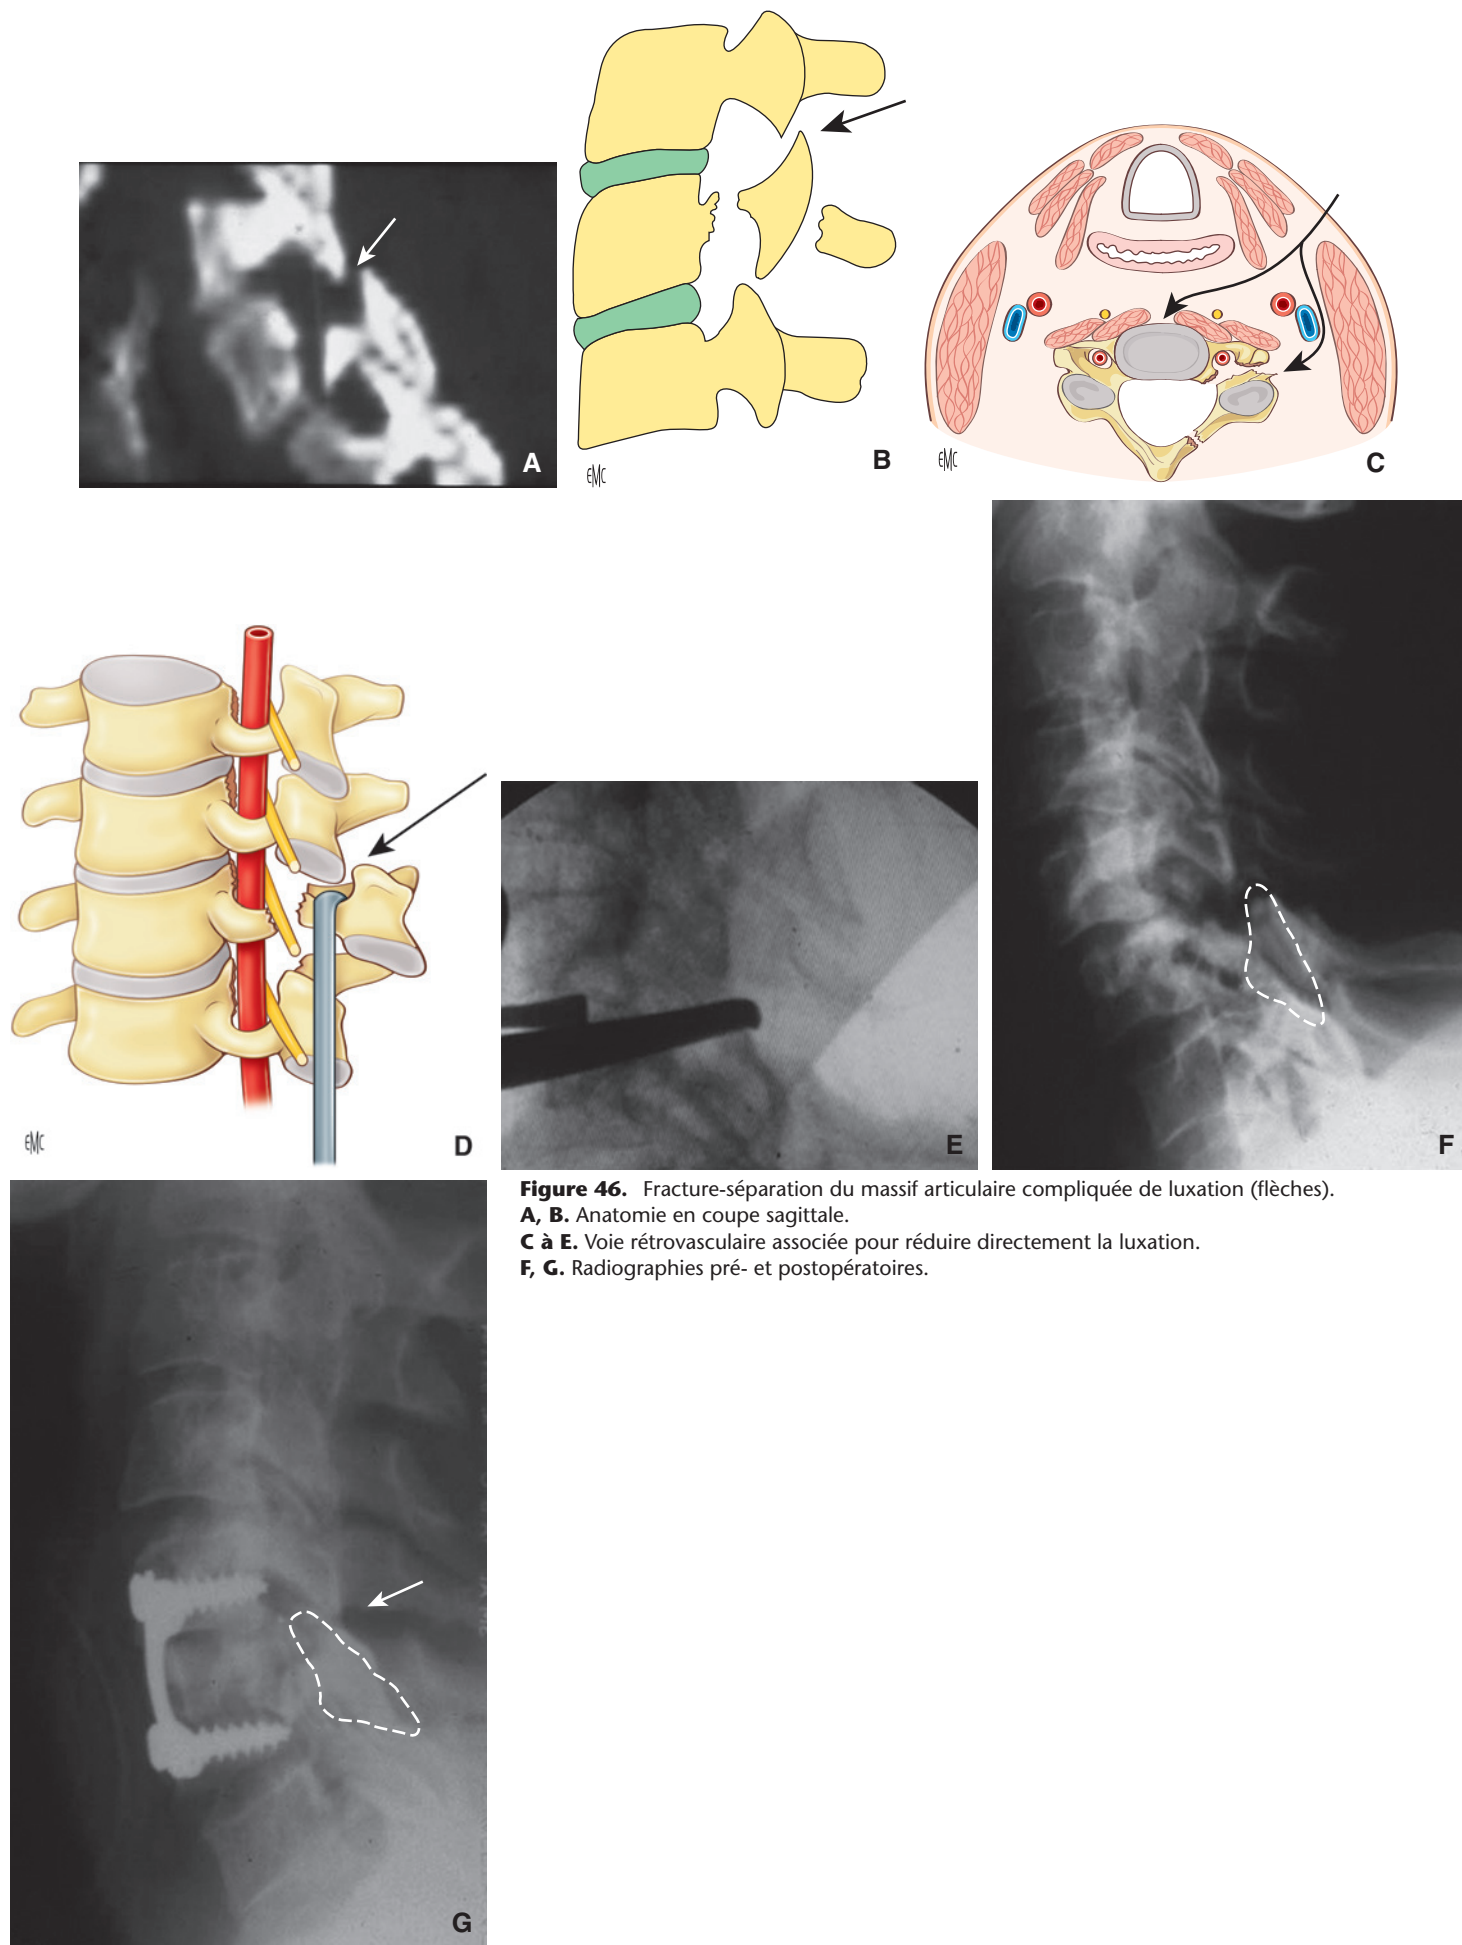 A
EMC
B
EMC
C
EMC
D
E
F
Figure 46. Fracture-séparation du massif articulaire compliquée de luxation (flèches).
A, B. Anatomie en coupe sagittale.
C à E. Voie rétrovasculaire associée pour réduire directement la luxation.
F, G. Radiographies pré- et postopératoires.
G